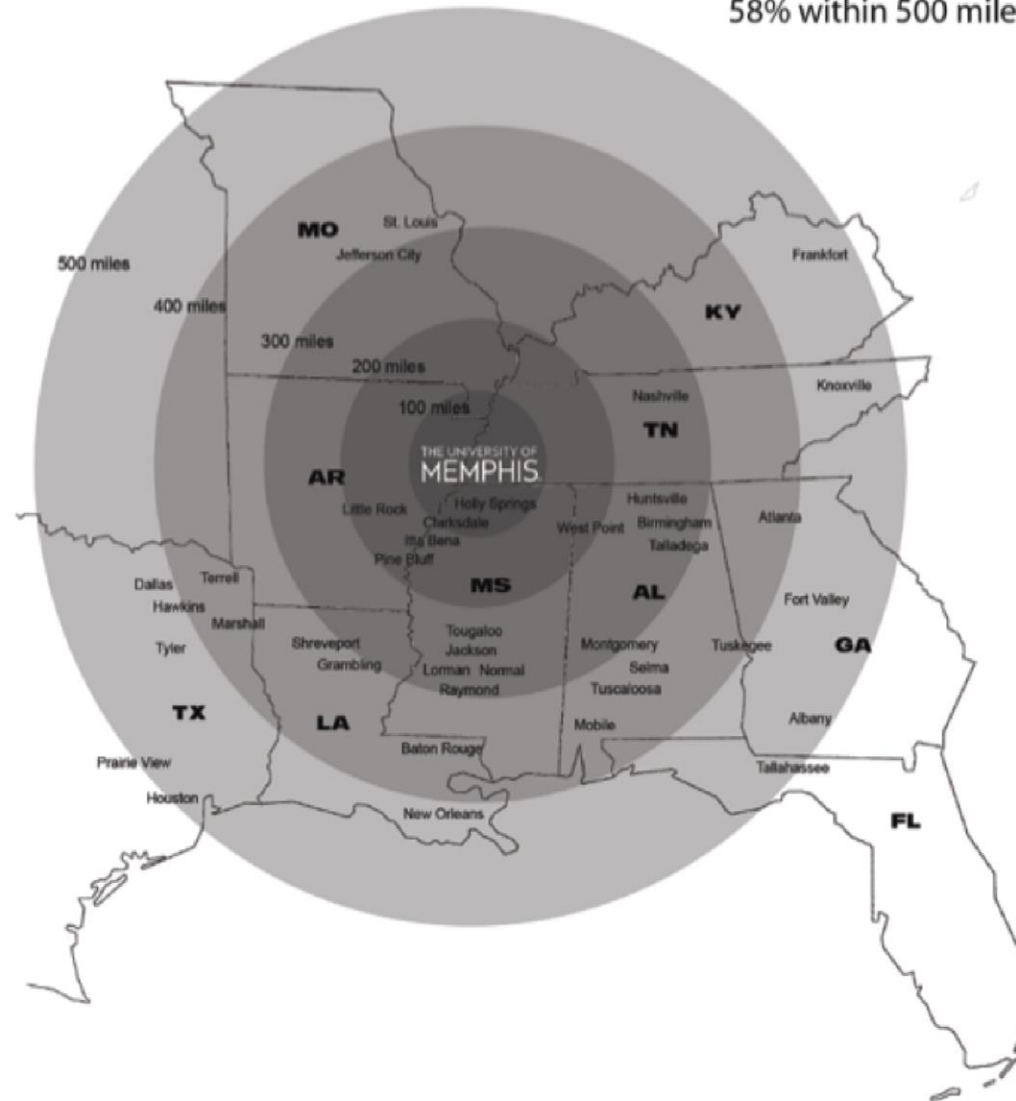 58% within 500 mile
MO
St. Louis
Jefferson City
Frankfort
500 miles
400 miles
KY
300 miles
200 miles
Knoxville
Nashville
100 miles
TN
THE UNIVERSITY OF
MEMPHIS
AR
Little Rock
Holly Springs
Huntsville
Atlanta
Clarksdale
West Point
Birmingham
Itta Bena
Talladega
Pine Bluff
MS
AL
Dallas
Terrell
Hawkins
Fort Valley
Marshall
Tougaloo
Tyler
Shreveport
Jackson
Montgomery
Tuskegee
GA
Grambling
Lorman
Normal
Selma
Raymond
Tuscaloosa
TX
LA
Mobile
Albany
Baton Rouge
Prairie View
Tallahassee
Houston
New Orleans
FL